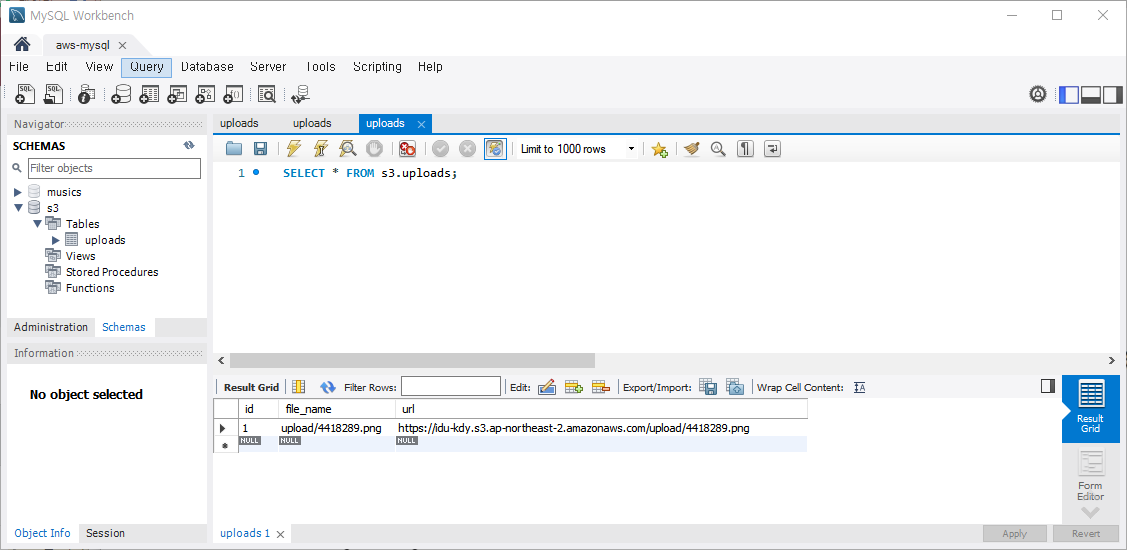 MySQL Workbench
aws-mysql
File Edit View Query Database Server Tools Scripting Help
Navigator
SCHEMAS
Filter objects
musics
s3
Tables
uploads
Views
Stored Procedures
Functions
Administration Schemas
Information
No object selected
Object Info Session
uploads uploads uploads
Limit to 1000 rows
1 SELECT * FROM s3.uploads;
Result Grid Filter Rows: Edit: Export/Import: Wrap Cell Content:
id file_name url
1 upload/4418289.png https://idu-kdy.s3.ap-northeast-2.amazonaws.com/upload/4418289.png
NULL NULL NULL
Result
Grid
Form
Editor
uploads 1
Apply Revert